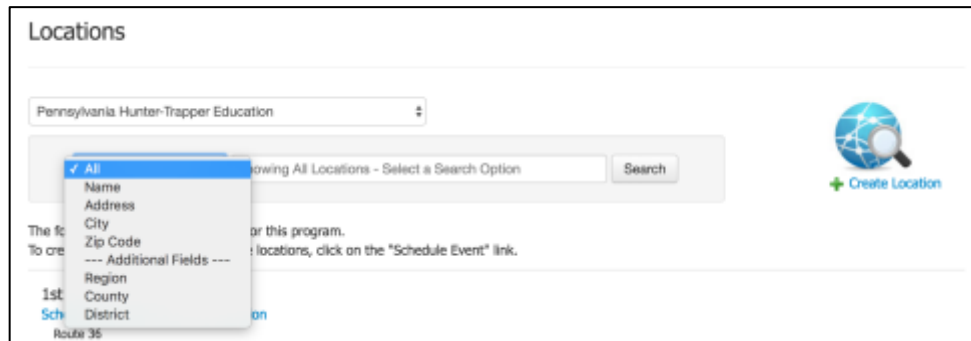 Locations
Pennsylvania Hunter-Trapper Education
✓ All
owing All Locations - Select a Search Option
Search
Name
Address
City
Zip Code
--- Additional Fields ---
Region
County
District
+ Create Location
The fo
or this program.
To cre
locations, click on the "Schedule Event" link.
1st
Sch
on
Route 36